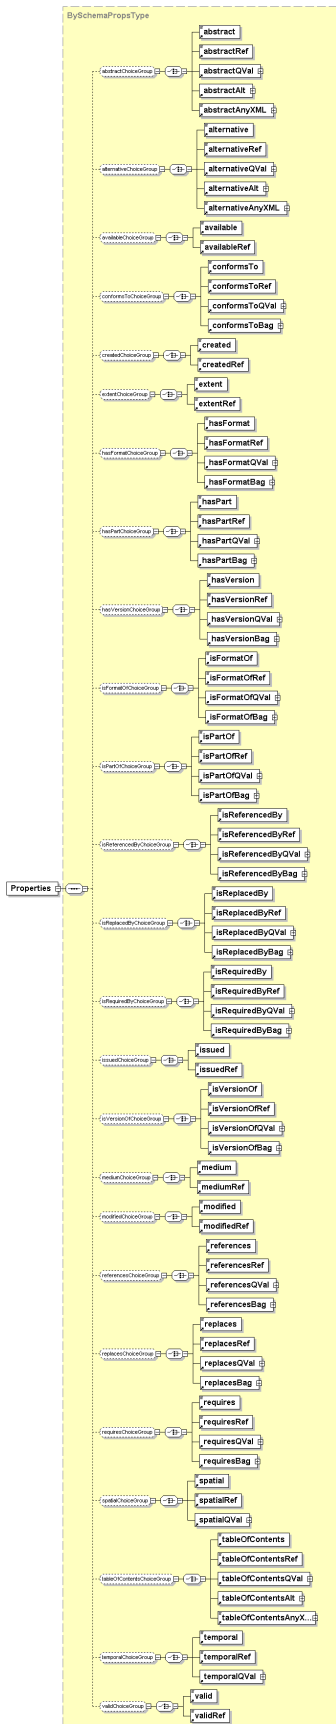 BySchemaPropsType
abstractChoiceGroup
abstract
abstractRef
abstractQVal
abstractAlt
abstractAnyXML
alternativeChoiceGroup
alternative
alternativeRef
alternativeQVal
alternativeAlt
alternativeAnyXML
availableChoiceGroup
available
availableRef
conformsToChoiceGroup
conformsTo
conformsToRef
conformsToQVal
conformsToBag
createdChoiceGroup
created
createdRef
extentChoiceGroup
extent
extentRef
hasFormatChoiceGroup
hasFormat
hasFormatRef
hasFormatQVal
hasFormatBag
hasPartChoiceGroup
hasPart
hasPartRef
hasPartQVal
hasPartBag
hasVersionChoiceGroup
hasVersion
hasVersionRef
hasVersionQVal
hasVersionBag
isFormatOfChoiceGroup
isFormatOf
isFormatOfRef
isFormatOfQVal
isFormatOfBag
isPartOfChoiceGroup
isPartOf
isPartOfRef
isPartOfQVal
isPartOfBag
isReferencedByChoiceGroup
isReferencedBy
isReferencedByRef
isReferencedByQVal
isReferencedByBag
Properties
isReplacedByChoiceGroup
isReplacedBy
isReplacedByRef
isReplacedByQVal
isReplacedByBag
isRequiredByChoiceGroup
isRequiredBy
isRequiredByRef
isRequiredByQVal
isRequiredByBag
issuedChoiceGroup
issued
issuedRef
isVersionOfChoiceGroup
isVersionOf
isVersionOfRef
isVersionOfQVal
isVersionOfBag
mediumChoiceGroup
medium
mediumRef
modifiedChoiceGroup
modified
modifiedRef
referencesChoiceGroup
references
referencesRef
referencesQVal
referencesBag
replacesChoiceGroup
replaces
replacesRef
replacesQVal
replacesBag
requiresChoiceGroup
requires
requiresRef
requiresQVal
requiresBag
spatialChoiceGroup
spatial
spatialRef
spatialQVal
tableOfContentsChoiceGroup
tableOfContents
tableOfContentsRef
tableOfContentsQVal
tableOfContentsAlt
tableOfContentsAnyX...
temporalChoiceGroup
temporal
temporalRef
temporalQVal
validChoiceGroup
valid
validRef